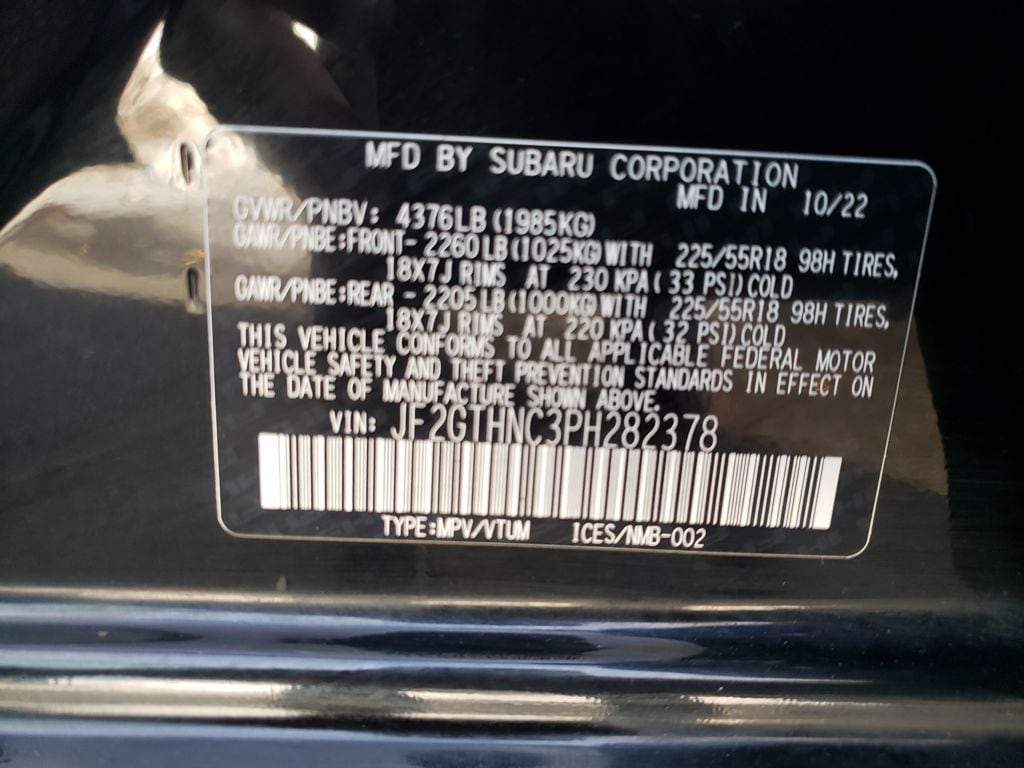 MFD BY SUBARU CORPORATION
MFD IN 10/22
GVWR/PNBV: 4376LB(1985KG)
GAWR/PNBE:FRONT- 2260LB(1025KG)WITH 225/55R18 98H TIRES,
18X7J RIMS AT 230 KPA( 33 PSI)COLD
GAWR/PNBE:REAR - 2205LB(1000KG)WITH 225/55R18 98H TIRES,
18X7J RIMS AT 220 KPA( 32 PSI)COLD
THIS VEHICLE CONFORMS TO ALL APPLICABLE FEDERAL MOTOR
VEHICLE SAFETY AND THEFT PREVENTION STANDARDS IN EFFECT ON
THE DATE OF MANUFACTURE SHOWN ABOVE.
VIN: JF2GTHNC3PH282378
TYPE:MPV/VTUM ICES/NMB-002